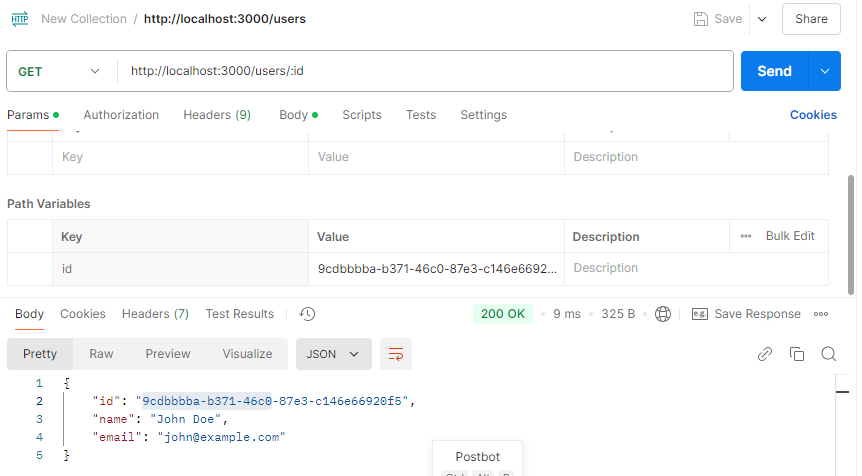 HTTP New Collection / http://localhost:3000/users Save Share
GET http://localhost:3000/users/:id Send
Params Authorization Headers (9) Body Scripts Tests Settings Cookies
Key Value Description
Path Variables
Key Value Description Bulk Edit
id 9cdbbbba-b371-46c0-87e3-c146e6692... Description
Body Cookies Headers (7) Test Results 200 OK 9 ms 325 B e.g. Save Response
Pretty Raw Preview Visualize JSON
1 {
2 "id": "9cdbbbba-b371-46c0-87e3-c146e66920f5",
3 "name": "John Doe",
4 "email": "john@example.com"
5 }
Postbot